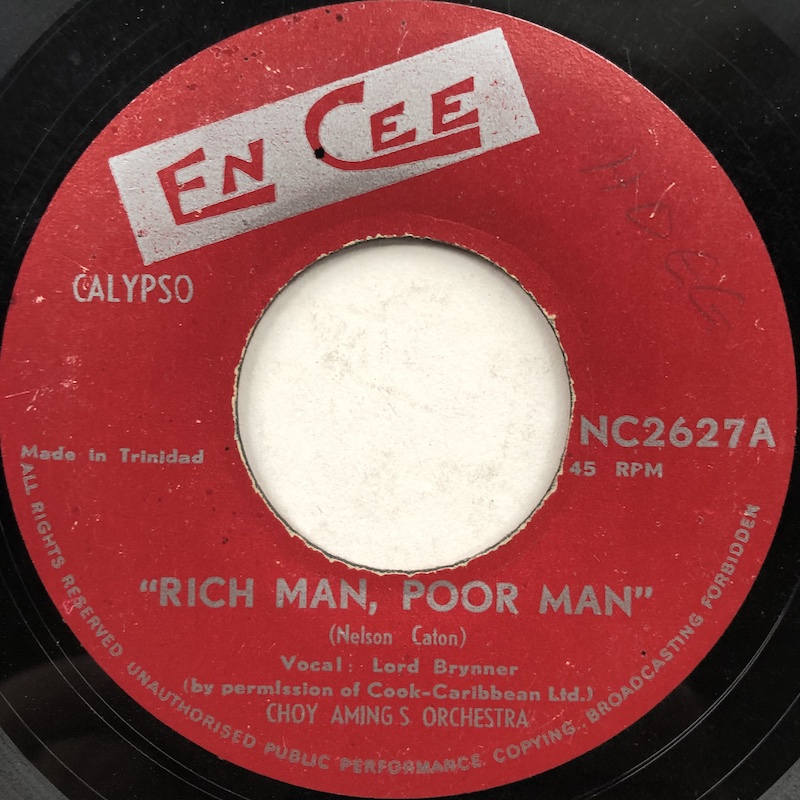 EN CEE
CALYPSO
NC2627A
Made in Trinidad
45 RPM
"RICH MAN, POOR MAN"
(Nelson Caton)
Vocal: Lord Brynner
(by permission of Cook-Caribbean Ltd.)
CHOY AMING S ORCHESTRA
ALL RIGHTS RESERVED UNAUTHORISED PUBLIC PERFORMANCE. COPYING. BROADCASTING FORBIDDEN